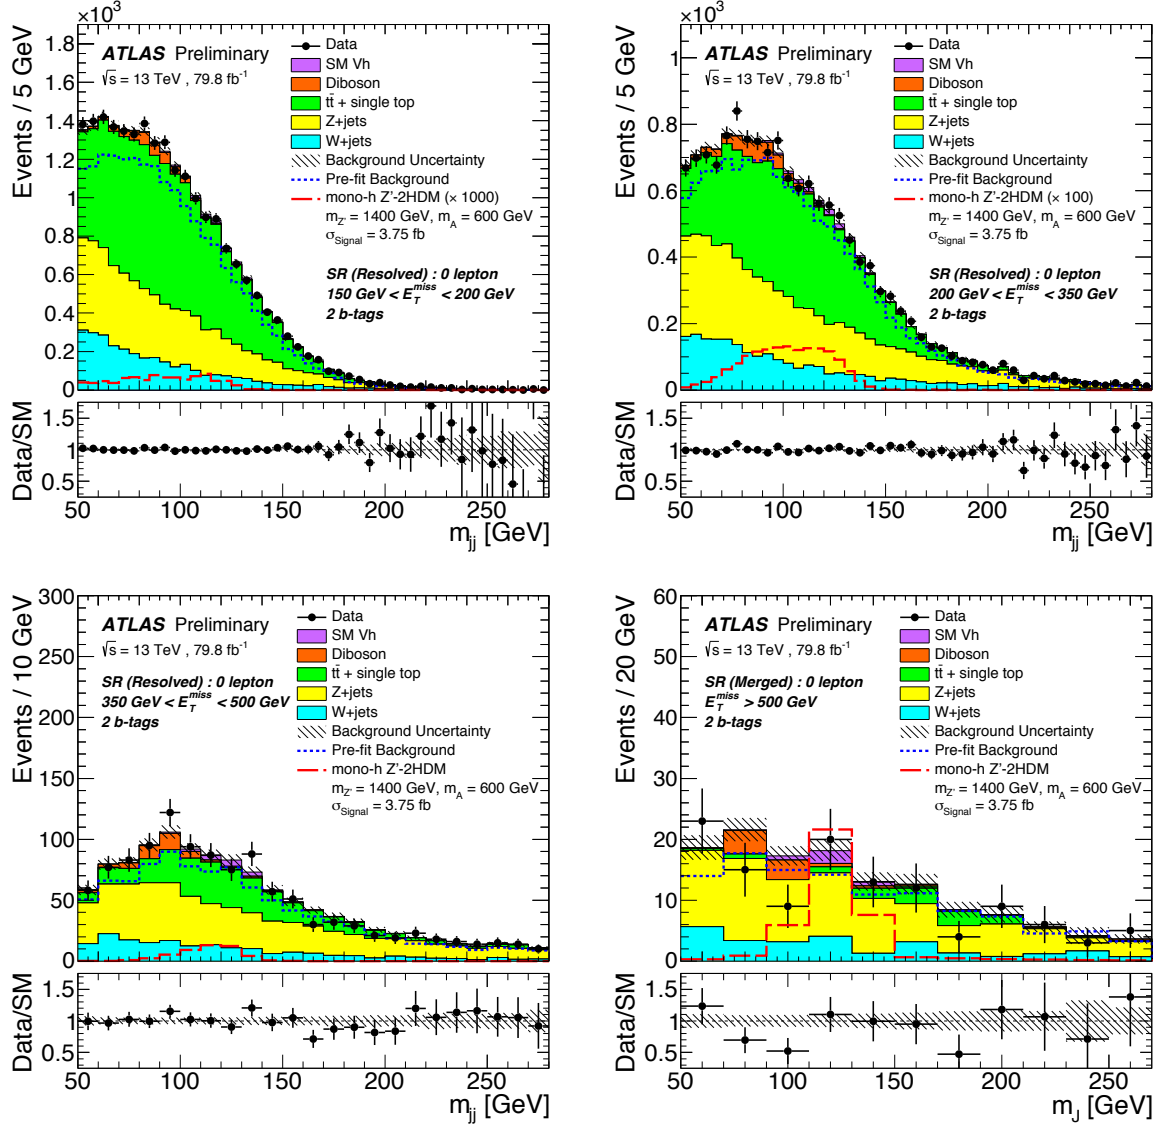 ×10³
Events / 5 GeV
1.8
1.6
1.4
1.2
1
0.8
0.6
0.4
0.2
0
ATLAS Preliminary
√s = 13 TeV , 79.8 fb⁻¹
Data
SM Vh
Diboson
tt̄ + single top
Z+jets
W+jets
Background Uncertainty
Pre-fit Background
mono-h Z'-2HDM (× 1000)
m_Z' = 1400 GeV, m_A = 600 GeV
σ_Signal = 3.75 fb
SR (Resolved) : 0 lepton
150 GeV < E_T^miss < 200 GeV
2 b-tags
Data/SM
1.5
1
0.5
50 100 150 200 250
m_jj [GeV]
×10³
Events / 5 GeV
1
0.8
0.6
0.4
0.2
0
ATLAS Preliminary
√s = 13 TeV , 79.8 fb⁻¹
Data
SM Vh
Diboson
tt̄ + single top
Z+jets
W+jets
Background Uncertainty
Pre-fit Background
mono-h Z'-2HDM (× 100)
m_Z' = 1400 GeV, m_A = 600 GeV
σ_Signal = 3.75 fb
SR (Resolved) : 0 lepton
200 GeV < E_T^miss < 350 GeV
2 b-tags
Data/SM
1.5
1
0.5
50 100 150 200 250
m_jj [GeV]
Events / 10 GeV
300
250
200
150
100
50
0
ATLAS Preliminary
√s = 13 TeV , 79.8 fb⁻¹
SR (Resolved) : 0 lepton
350 GeV < E_T^miss < 500 GeV
2 b-tags
Data
SM Vh
Diboson
tt̄ + single top
Z+jets
W+jets
Background Uncertainty
Pre-fit Background
mono-h Z'-2HDM
m_Z' = 1400 GeV, m_A = 600 GeV
σ_Signal = 3.75 fb
Data/SM
1.5
1
0.5
50 100 150 200 250
m_jj [GeV]
Events / 20 GeV
60
50
40
30
20
10
0
ATLAS Preliminary
√s = 13 TeV , 79.8 fb⁻¹
SR (Merged) : 0 lepton
E_T^miss > 500 GeV
2 b-tags
Data
SM Vh
Diboson
tt̄ + single top
Z+jets
W+jets
Background Uncertainty
Pre-fit Background
mono-h Z'-2HDM
m_Z' = 1400 GeV, m_A = 600 GeV
σ_Signal = 3.75 fb
Data/SM
1.5
1
0.5
50 100 150 200 250
m_J [GeV]